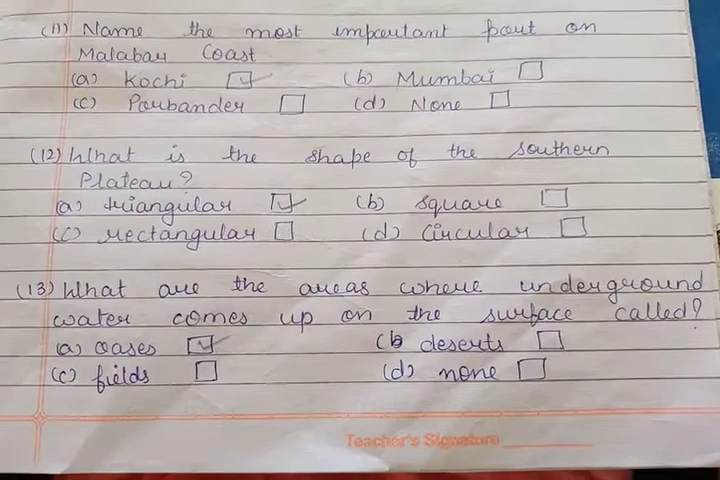 (11) Name the most important port on
Malabar Coast
(a) Kochi ☑ (b) Mumbai ☐
(c) Porbander ☐ (d) None ☐
(12) What is the shape of the southern
Plateau?
(a) triangular ☑ (b) square ☐
(c) rectangular ☐ (d) Circular ☐
(13) What are the areas where underground
water comes up on the surface called?
(a) oases ☑ (b) deserts ☐
(c) fields ☐ (d) none ☐
Teacher's Signature